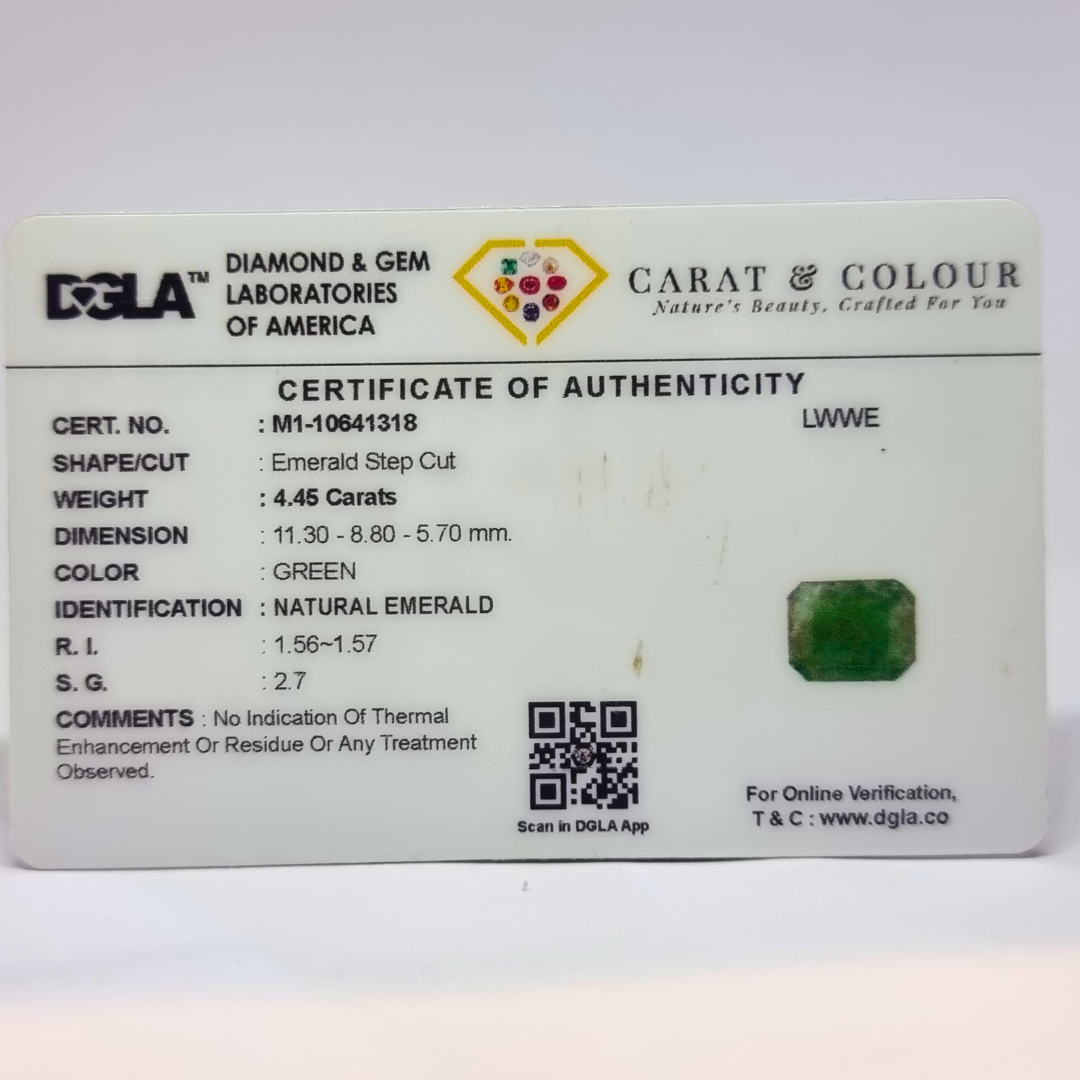 DGLA™
DIAMOND & GEM
LABORATORIES
OF AMERICA
CARAT & COLOUR
Nature's Beauty, Crafted For You
CERTIFICATE OF AUTHENTICITY
CERT. NO. : M1-10641318
LWWE
SHAPE/CUT : Emerald Step Cut
WEIGHT : 4.45 Carats
DIMENSION : 11.30 - 8.80 - 5.70 mm.
COLOR : GREEN
IDENTIFICATION : NATURAL EMERALD
R. I. : 1.56~1.57
S. G. : 2.7
COMMENTS : No Indication Of Thermal
Enhancement Or Residue Or Any Treatment
Observed.
Scan in DGLA App
For Online Verification,
T & C : www.dgla.co